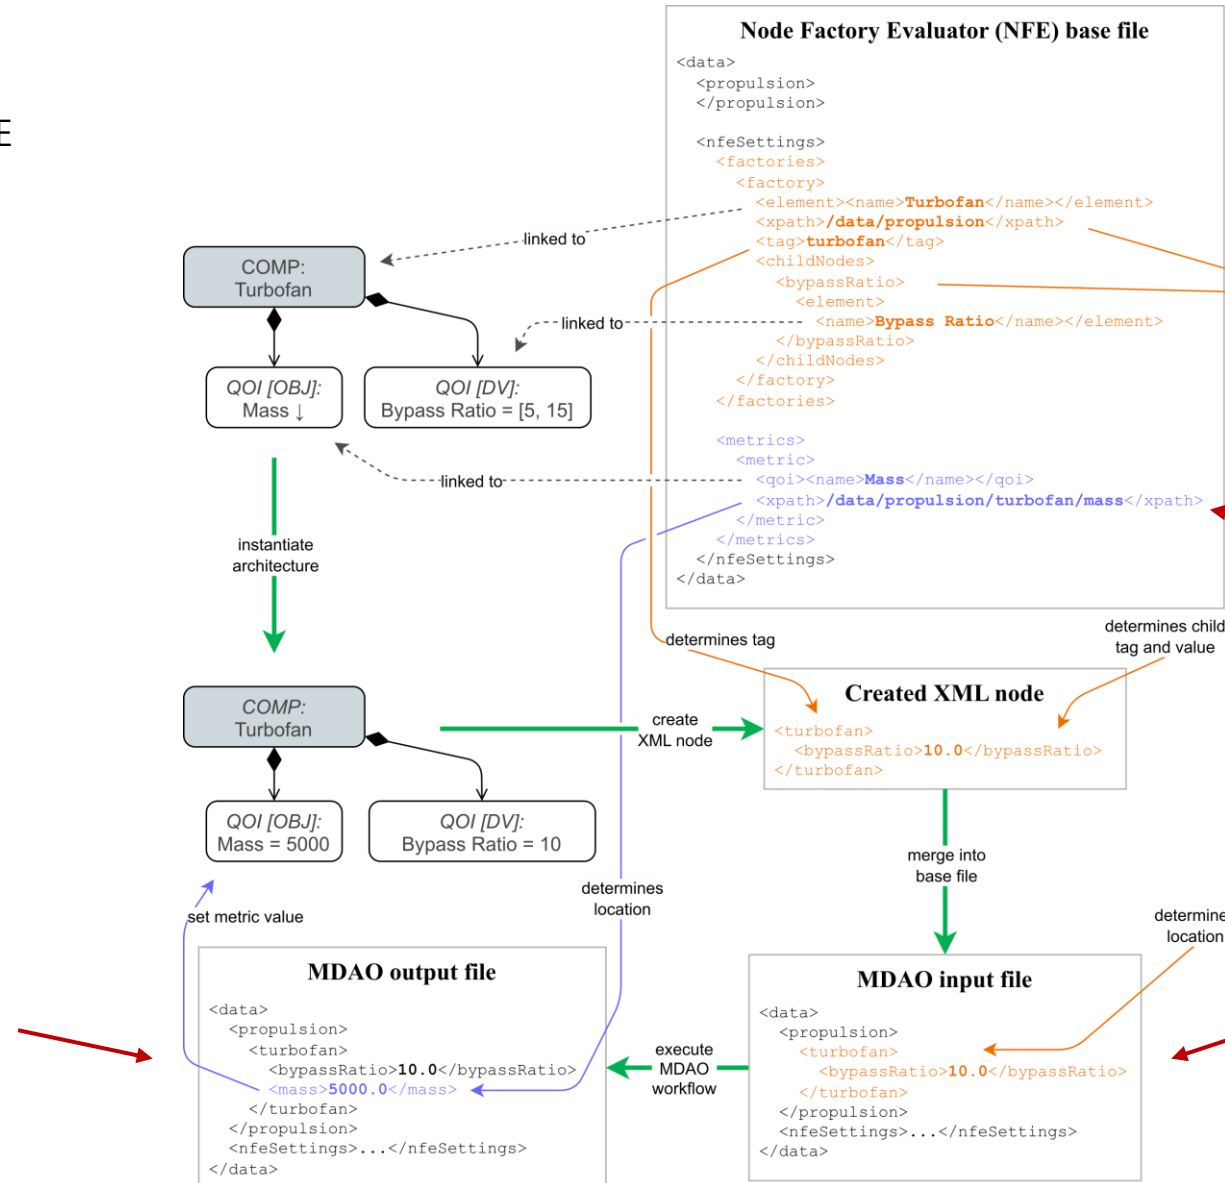 E
Node Factory Evaluator (NFE) base file
<data>
<propulsion>
</propulsion>
<nfeSettings>
<factories>
<factory>
<element><name>Turbofan</name></element>
<xpath>/data/propulsion</xpath>
<tag>turbofan</tag>
<childNodes>
<bypassRatio>
<element>
<name>Bypass Ratio</name></element>
</bypassRatio>
</childNodes>
</factory>
</factories>
<metrics>
<metric>
<qoi><name>Mass</name></qoi>
<xpath>/data/propulsion/turbofan/mass</xpath>
</metric>
</metrics>
</nfeSettings>
</data>
linked to
linked to
linked to
COMP:
Turbofan
QOI [OBJ]:
Mass ↓
QOI [DV]:
Bypass Ratio = [5, 15]
instantiate
architecture
determines tag
determines child
tag and value
COMP:
Turbofan
QOI [OBJ]:
Mass = 5000
QOI [DV]:
Bypass Ratio = 10
create
XML node
Created XML node
<turbofan>
<bypassRatio>10.0</bypassRatio>
</turbofan>
merge into
base file
determines
location
set metric value
determine
location
MDAO output file
<data>
<propulsion>
<turbofan>
<bypassRatio>10.0</bypassRatio>
<mass>5000.0</mass>
</turbofan>
</propulsion>
<nfeSettings>...</nfeSettings>
</data>
execute
MDAO
workflow
MDAO input file
<data>
<propulsion>
<turbofan>
<bypassRatio>10.0</bypassRatio>
</turbofan>
</propulsion>
<nfeSettings>...</nfeSettings>
</data>